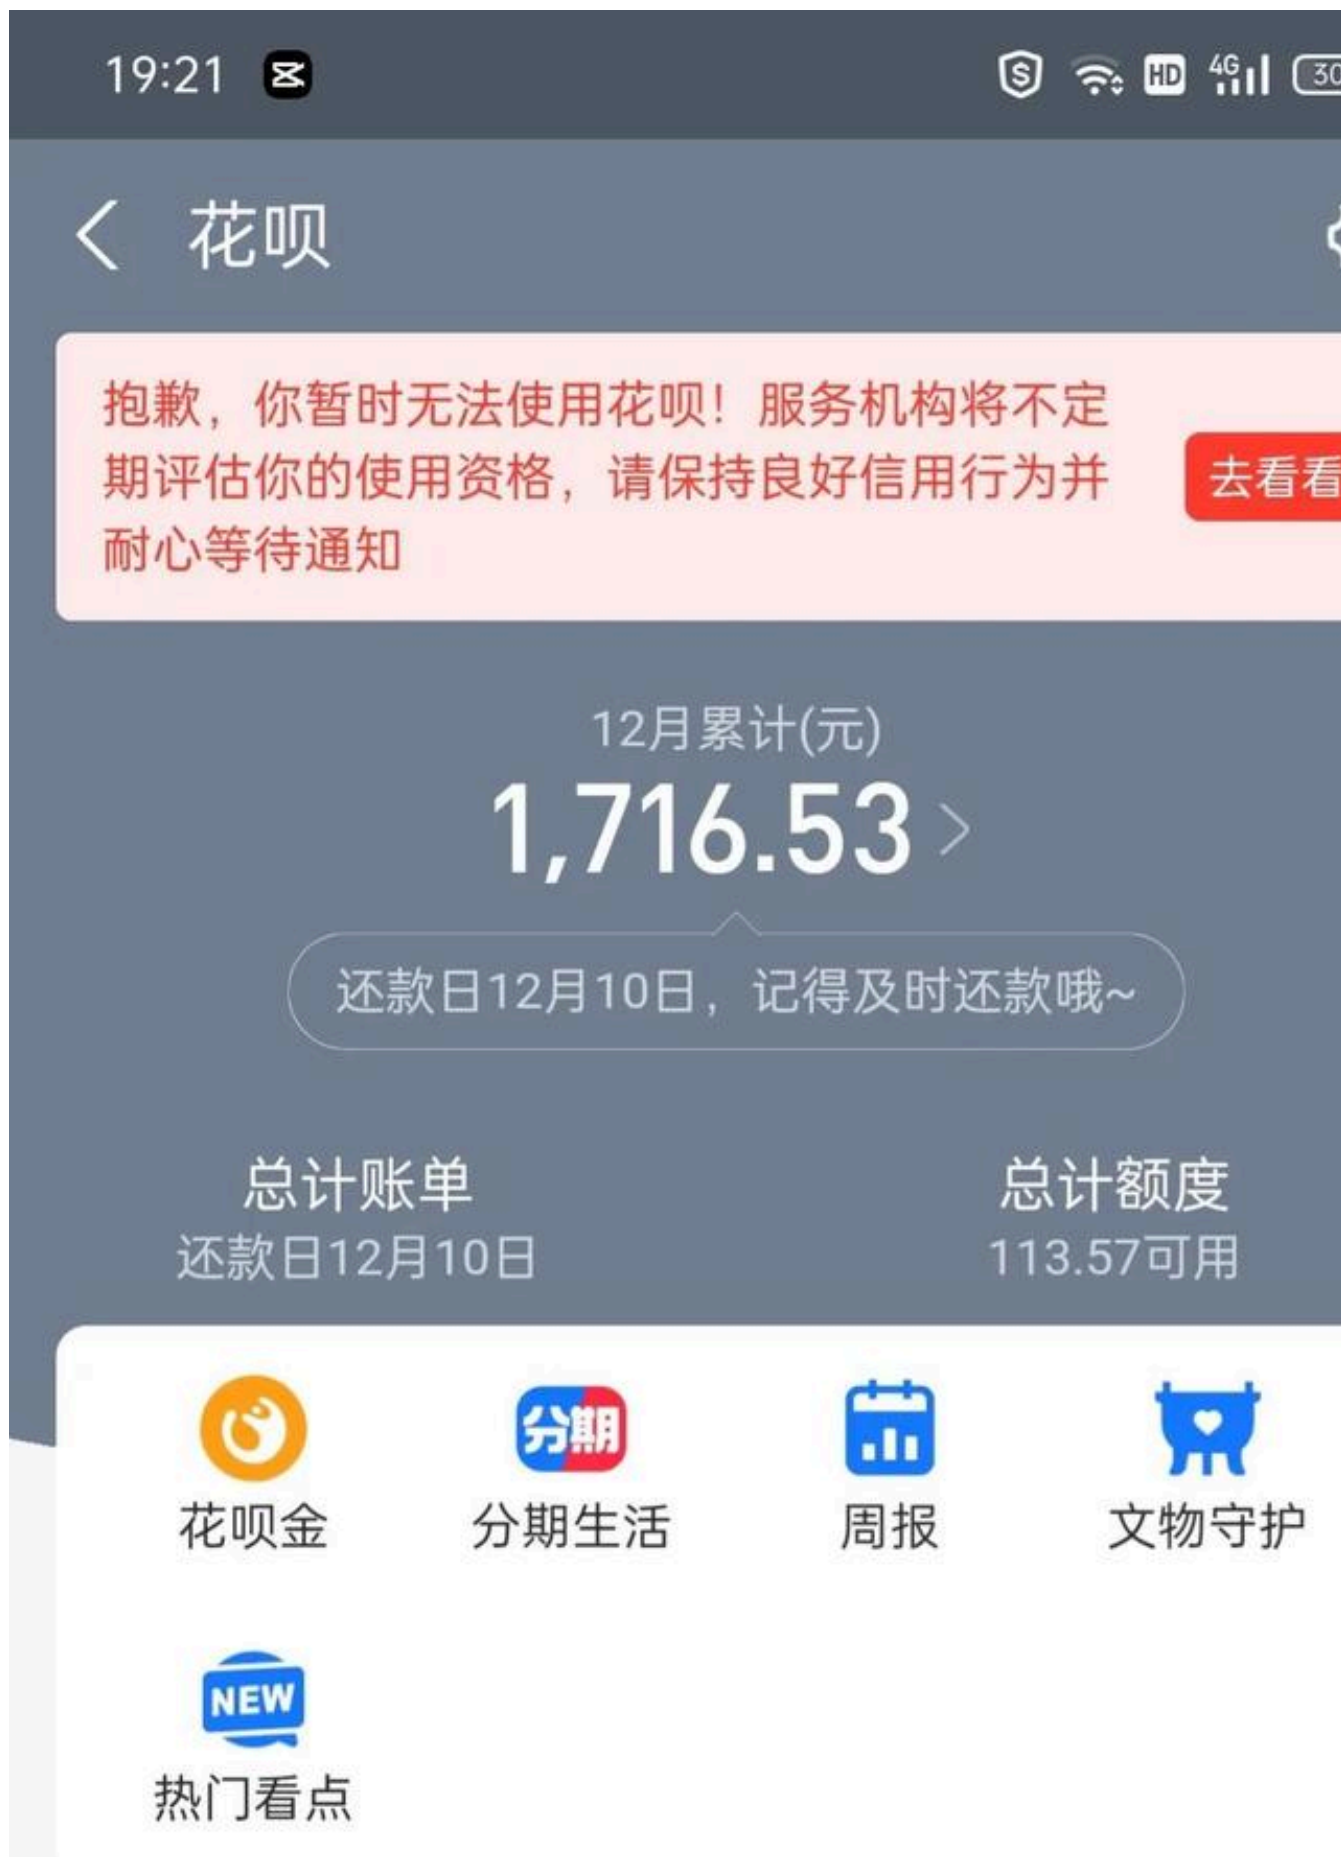 19:21
HD 4G 30
花呗
抱歉，你暂时无法使用花呗！服务机构将不定
期评估你的使用资格，请保持良好信用行为并
耐心等待通知
去看看
12月累计(元)
1,716.53
还款日12月10日，记得及时还款哦~
总计账单 总计额度
还款日12月10日 113.57可用
分期
花呗金 分期生活 周报 文物守护
NEW
热门看点